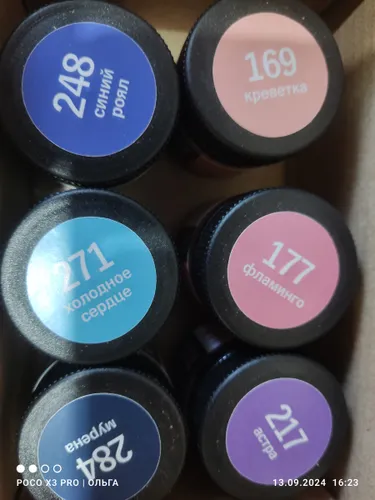 248
синий
роял
169
креветка
271
холодное
сердце
177
фламинго
284
мурена
217
астра
POCO X3 PRO | ОЛЬГА
13.09.2024 16:23